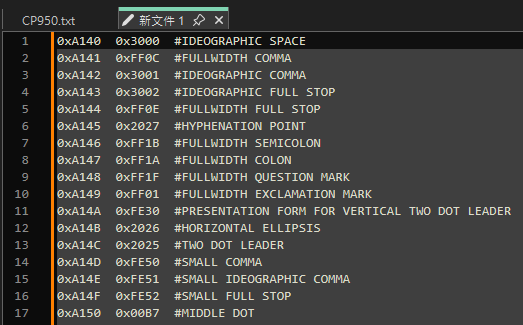 CP950.txt
新文件 1
1 0xA140 0x3000 #IDEOGRAPHIC SPACE
2 0xA141 0xFF0C #FULLWIDTH COMMA
3 0xA142 0x3001 #IDEOGRAPHIC COMMA
4 0xA143 0x3002 #IDEOGRAPHIC FULL STOP
5 0xA144 0xFF0E #FULLWIDTH FULL STOP
6 0xA145 0x2027 #HYPHENATION POINT
7 0xA146 0xFF1B #FULLWIDTH SEMICOLON
8 0xA147 0xFF1A #FULLWIDTH COLON
9 0xA148 0xFF1F #FULLWIDTH QUESTION MARK
10 0xA149 0xFF01 #FULLWIDTH EXCLAMATION MARK
11 0xA14A 0xFE30 #PRESENTATION FORM FOR VERTICAL TWO DOT LEADER
12 0xA14B 0x2026 #HORIZONTAL ELLIPSIS
13 0xA14C 0x2025 #TWO DOT LEADER
14 0xA14D 0xFE50 #SMALL COMMA
15 0xA14E 0xFE51 #SMALL IDEOGRAPHIC COMMA
16 0xA14F 0xFE52 #SMALL FULL STOP
17 0xA150 0x00B7 #MIDDLE DOT